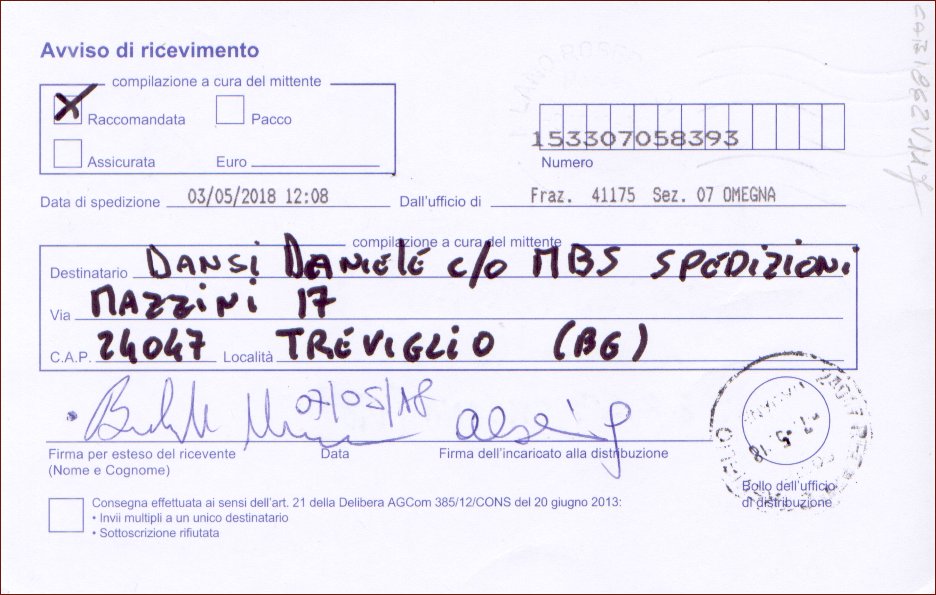 Avviso di ricevimento
compilazione a cura del mittente
X Raccomandata Pacco
Assicurata Euro
153307058393
Numero
Data di spedizione 03/05/2018 12:08 Dall'ufficio di Fraz. 41175 Sez. 07 OMEGNA
compilazione a cura del mittente
Destinatario DANSI DANIELE c/o MBS SPEDIZIONI
Via MAZZINI 17
C.A.P. 24047 Località TREVIGLIO (BG)
07/05/18
Firma per esteso del ricevente Data Firma dell'incaricato alla distribuzione
(Nome e Cognome)
Bollo dell'ufficio
di distribuzione
Consegna effettuata ai sensi dell'art. 21 della Delibera AGCom 385/12/CONS del 20 giugno 2013:
• Invii multipli a un unico destinatario
• Sottoscrizione rifiutata